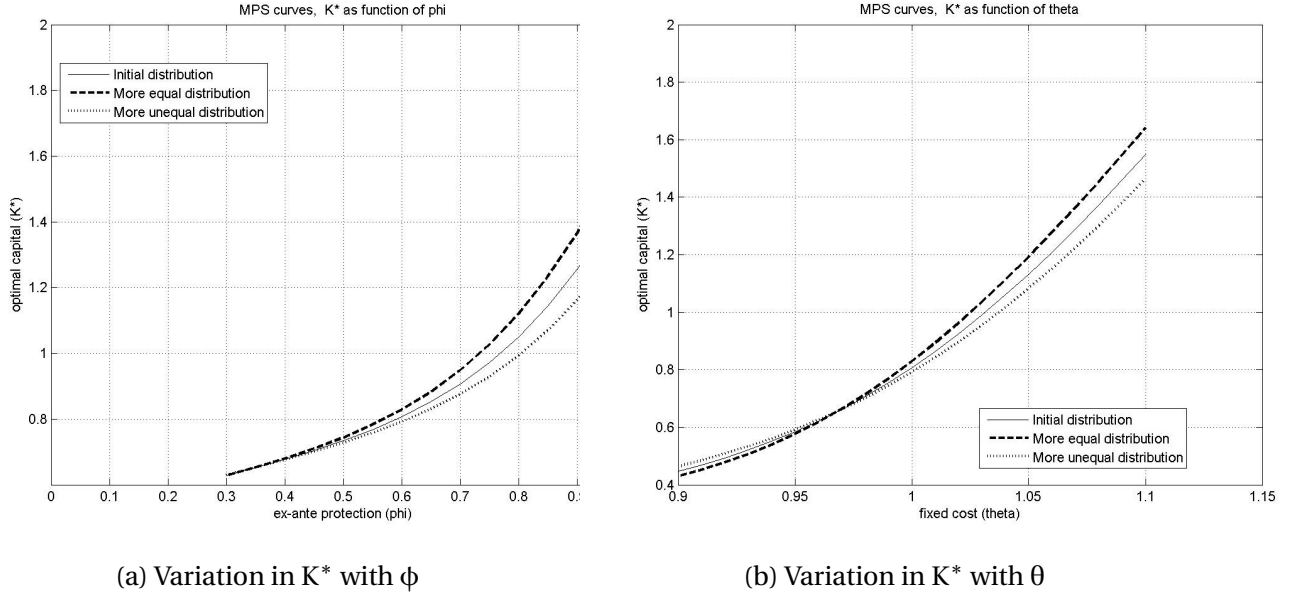 MPS curves,  K* as function of phi
2
1.8
1.6
1.4
1.2
1
0.8
optimal capital (K*)
Initial distribution
More equal distribution
More unequal distribution
0 0.1 0.2 0.3 0.4 0.5 0.6 0.7 0.8
ex-ante protection (phi)
(a) Variation in K* with ϕ
MPS curves,  K* as function of theta
2
1.8
1.6
1.4
1.2
1
0.8
0.6
0.4
optimal capital (K*)
Initial distribution
More equal distribution
More unequal distribution
0.9 0.95 1 1.05 1.1 1.15
fixed cost (theta)
(b) Variation in K* with θ